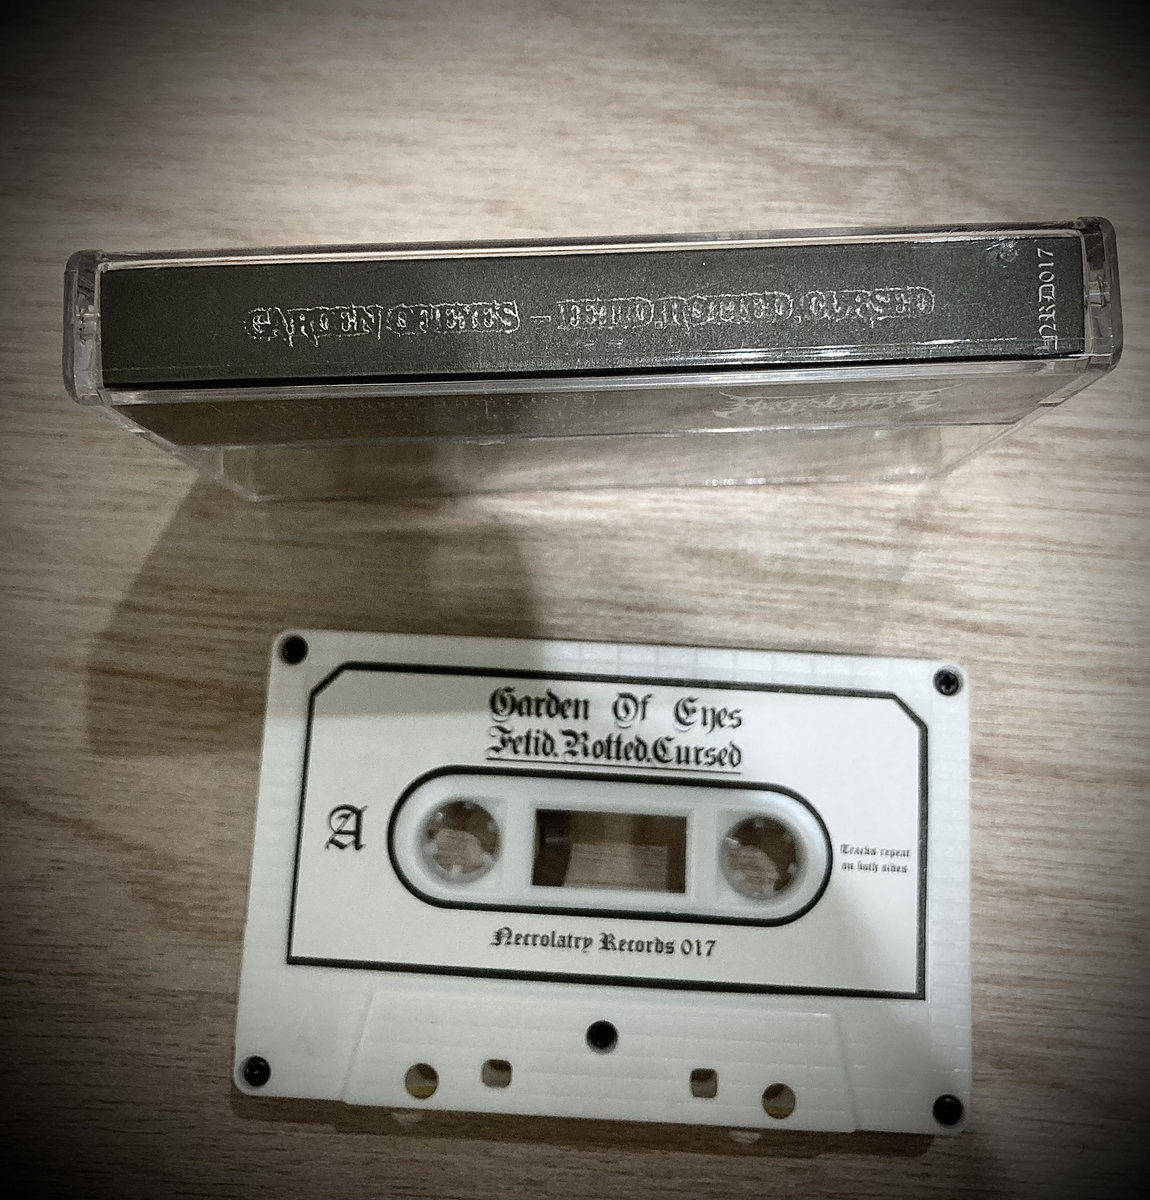 GARDEN OF EYES – FETID.ROTTED.CURSED
NRD017
Garden Of Eyes
Fetid.Rotted.Cursed
A
Tracks repeat
on both sides
Necrolatry Records 017